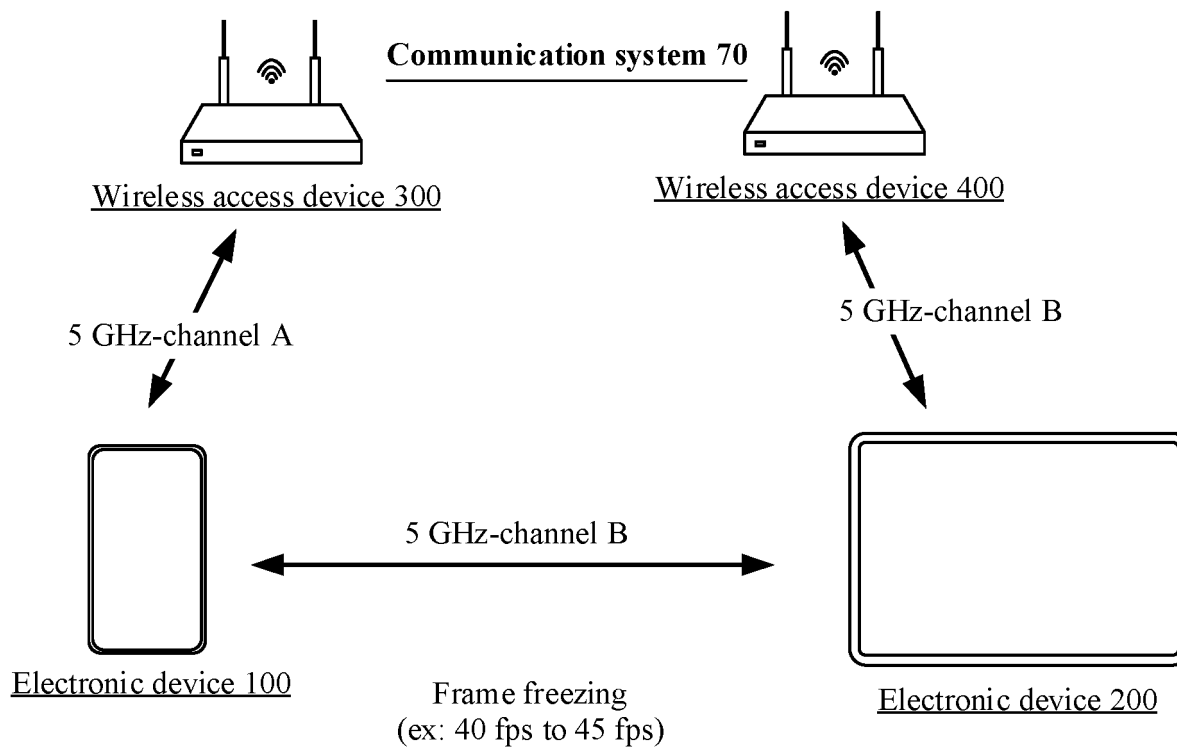 Communication system 70
Wireless access device 300
Wireless access device 400
5 GHz-channel A
5 GHz-channel B
5 GHz-channel B
Electronic device 100
Frame freezing
(ex: 40 fps to 45 fps)
Electronic device 200